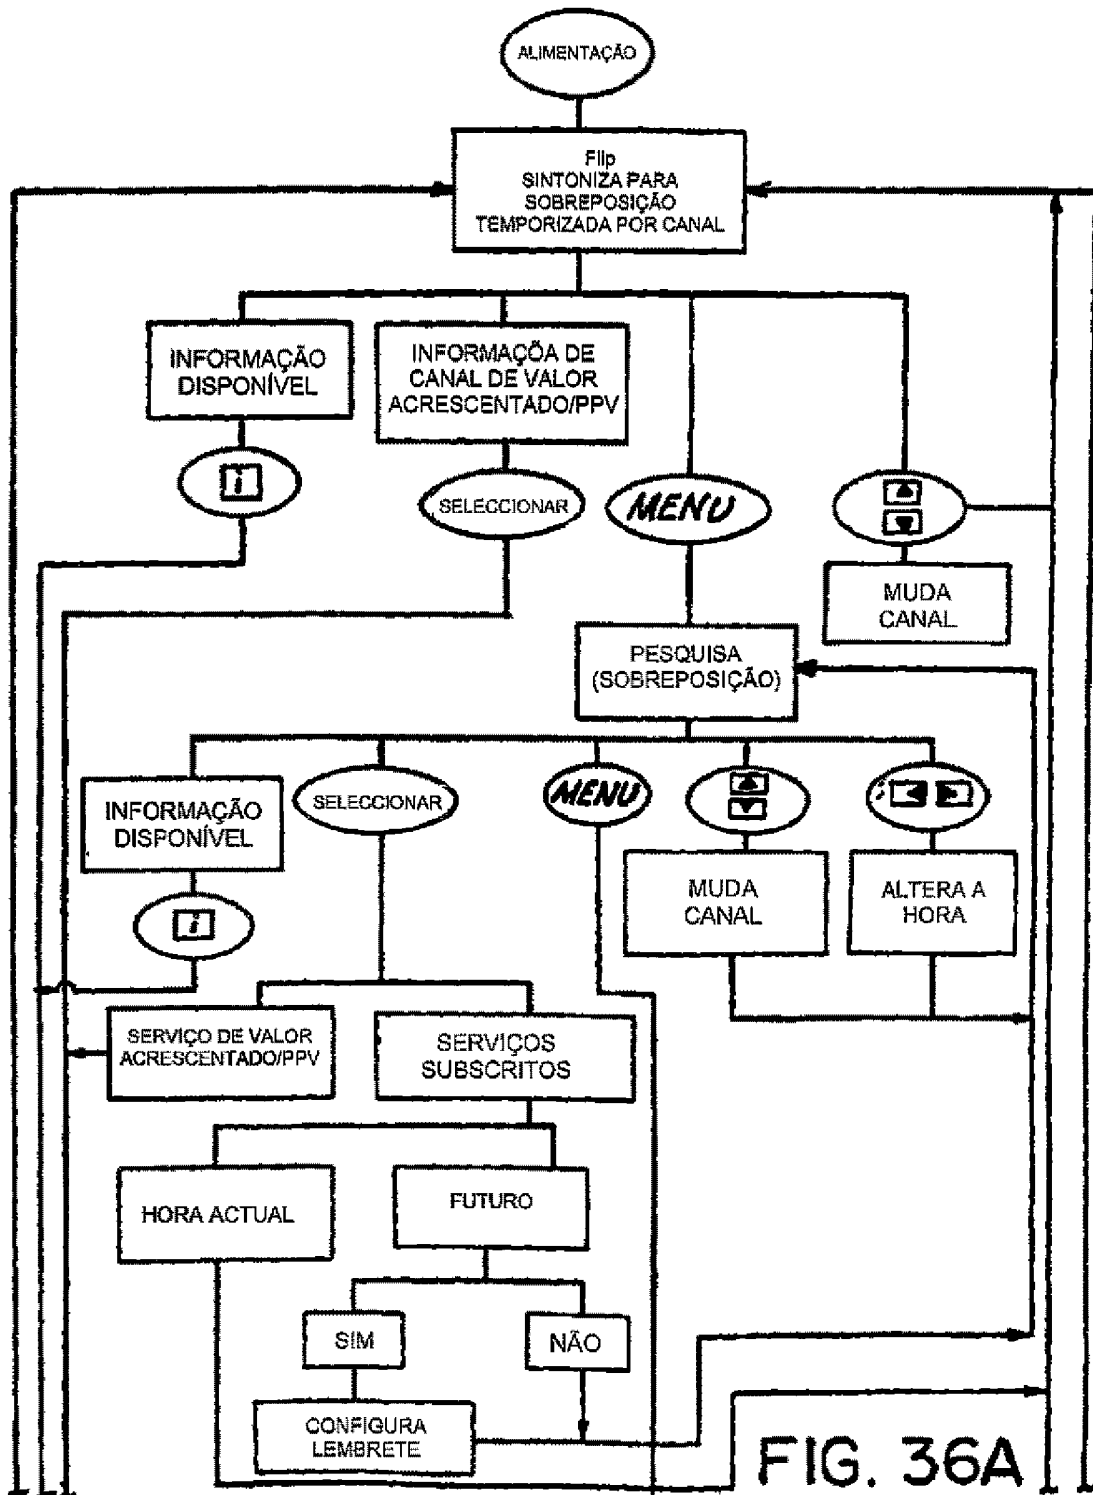 ALIMENTAÇÃO
Flip
SINTONIZA PARA
SOBREPOSIÇÃO
TEMPORIZADA POR CANAL
INFORMAÇÃO
DISPONÍVEL
INFORMAÇÕA DE
CANAL DE VALOR
ACRESCENTADO/PPV
i
SELECCIONAR
MENU
MUDA
CANAL
PESQUISA
(SOBREPOSIÇÃO)
INFORMAÇÃO
DISPONÍVEL
SELECCIONAR
MENU
MUDA
CANAL
ALTERA A
HORA
i
SERVIÇO DE VALOR
ACRESCENTADO/PPV
SERVIÇOS
SUBSCRITOS
HORA ACTUAL
FUTURO
SIM
NÃO
CONFIGURA
LEMBRETE
FIG. 36A